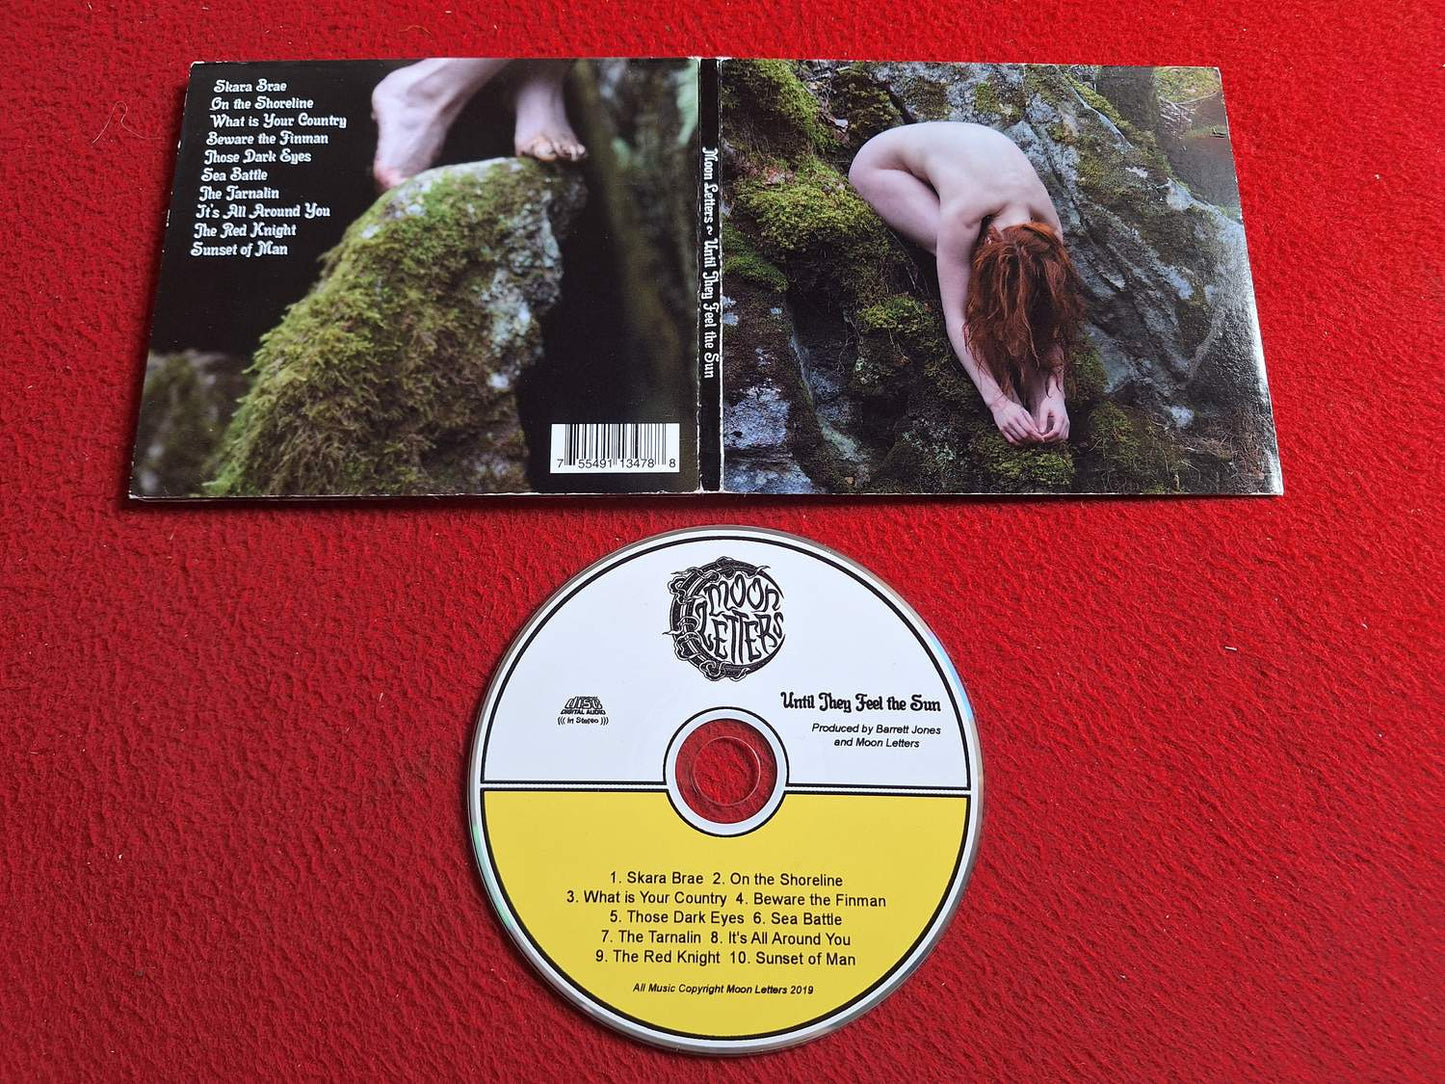 Skara Brae
On the Shoreline
What is Your Country
Beware the Finman
Those Dark Eyes
Sea Battle
The Tarnalin
It's All Around You
The Red Knight
Sunset of Man
7 55491 13478 8
Moon Letters ~ Until They Feel the Sun
MOON
LETTERS
disc
DIGITAL AUDIO
((( In Stereo )))
Until They Feel the Sun
Produced by Barrett Jones
and Moon Letters
1. Skara Brae 2. On the Shoreline
3. What is Your Country 4. Beware the Finman
5. Those Dark Eyes 6. Sea Battle
7. The Tarnalin 8. It's All Around You
9. The Red Knight 10. Sunset of Man
All Music Copyright Moon Letters 2019